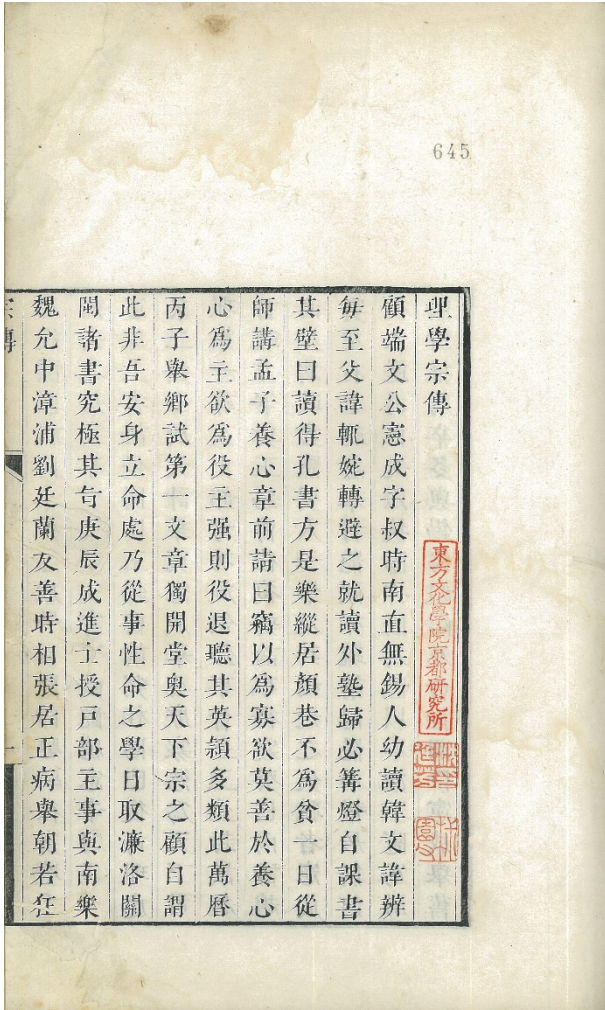 645
理學宗傳
顧端文公憲成字叔時南直無錫人幼讀韓文諱辨
每至父諱輒婉轉避之就讀外塾歸必篝燈自課書
其壁曰讀得孔書方是樂縱居顏巷不為貧一日從
師講孟子養心章前請曰竊以為寡欲莫善於養心
心為主欲為役主强則役退聽其英頴多類此萬曆
丙子舉鄉試第一文章獨開堂奧天下宗之顧自謂
此非吾安身立命處乃從事性命之學日取濂洛關
閩諸書究極其旨庚辰成進士授戸部主事與南樂
魏允中漳浦劉廷蘭友善時相張居正病舉朝若狂
宗傳
一
東方文化學院京都研究所